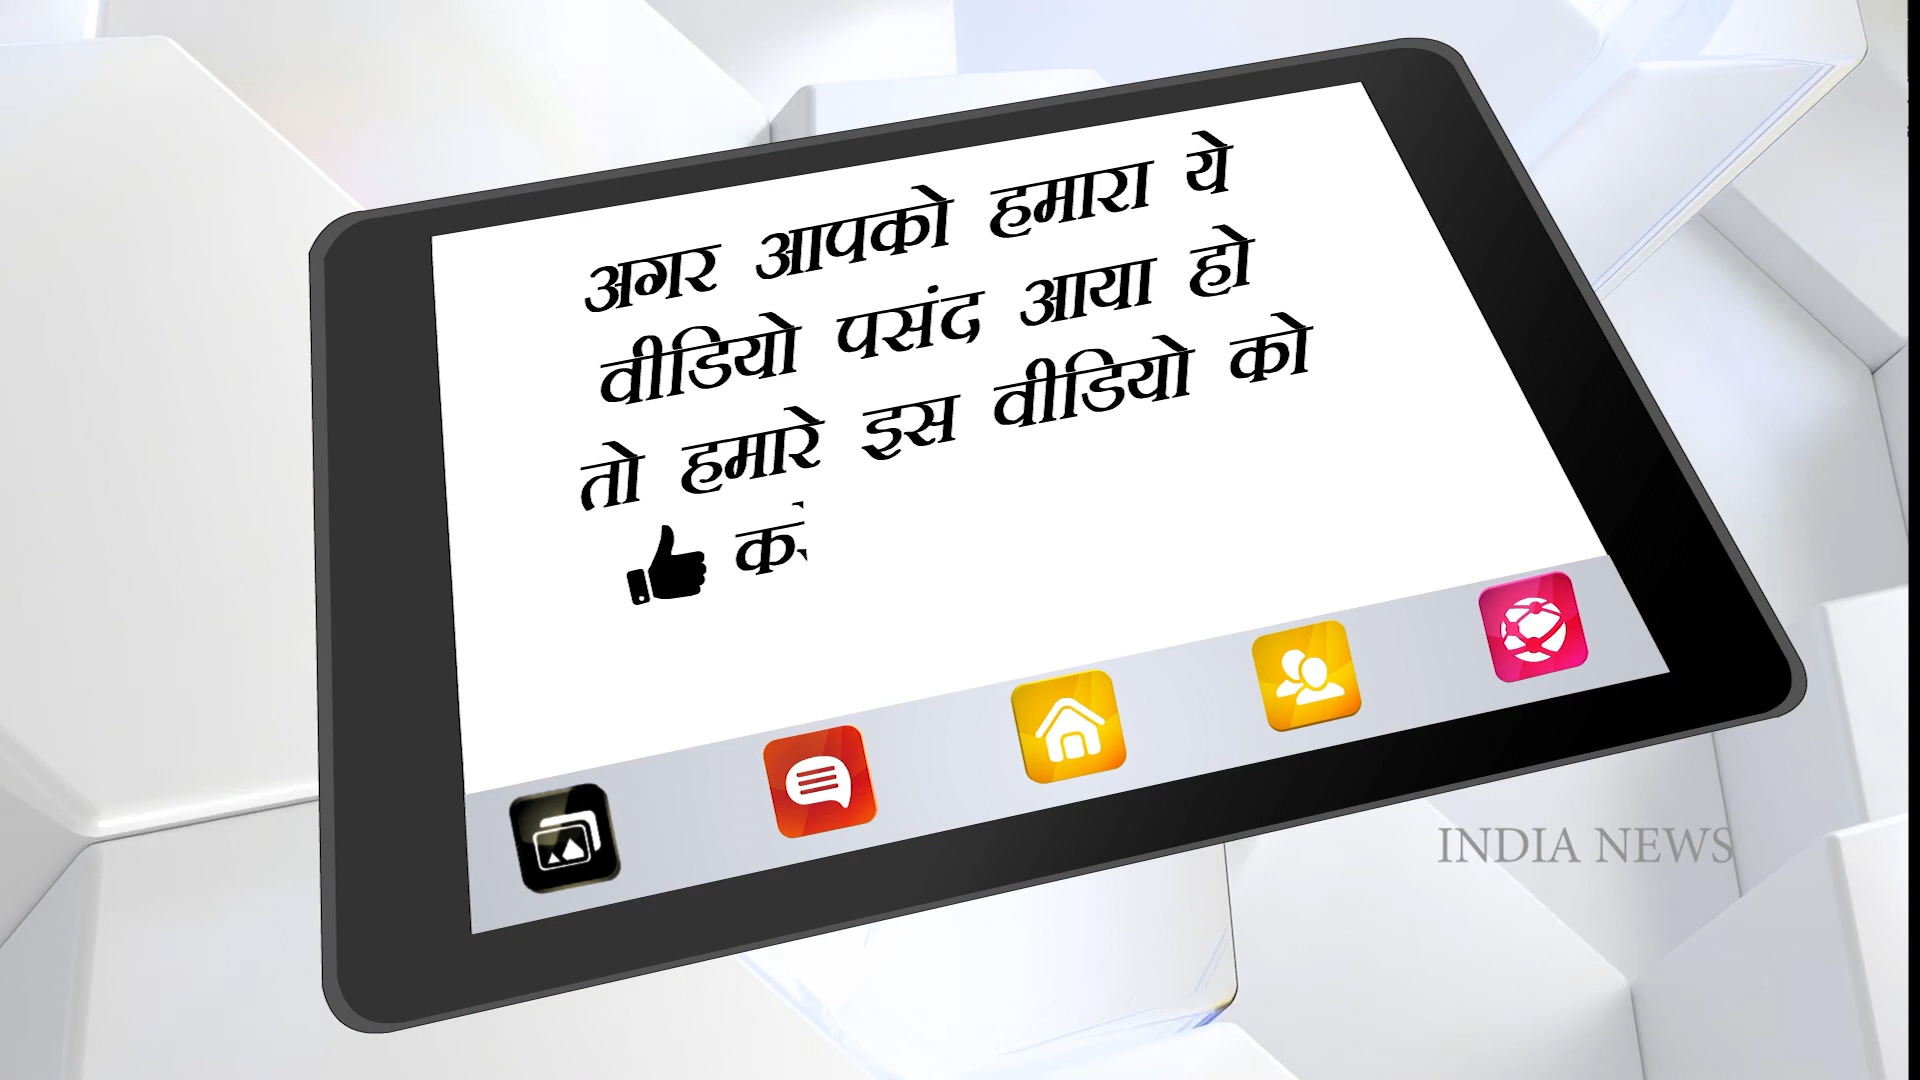 अगर आपको हमारा ये
वीडियो पसंद आया हो
तो हमारे इस वीडियो को
INDIA NEWS